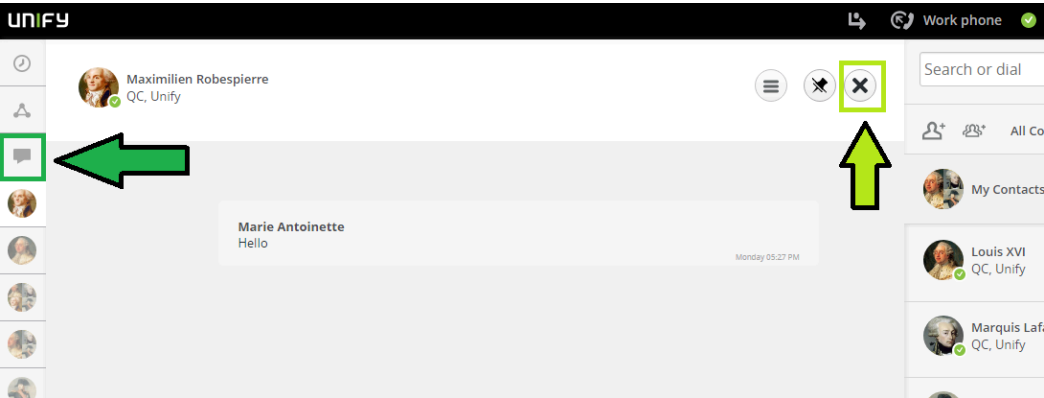 UNIFY
Work phone
Maximilien Robespierre
QC, Unify
Search or dial
All Co
My Contacts
Marie Antoinette
Hello
Monday 05:27 PM
Louis XVI
QC, Unify
Marquis Lafa
QC, Unify